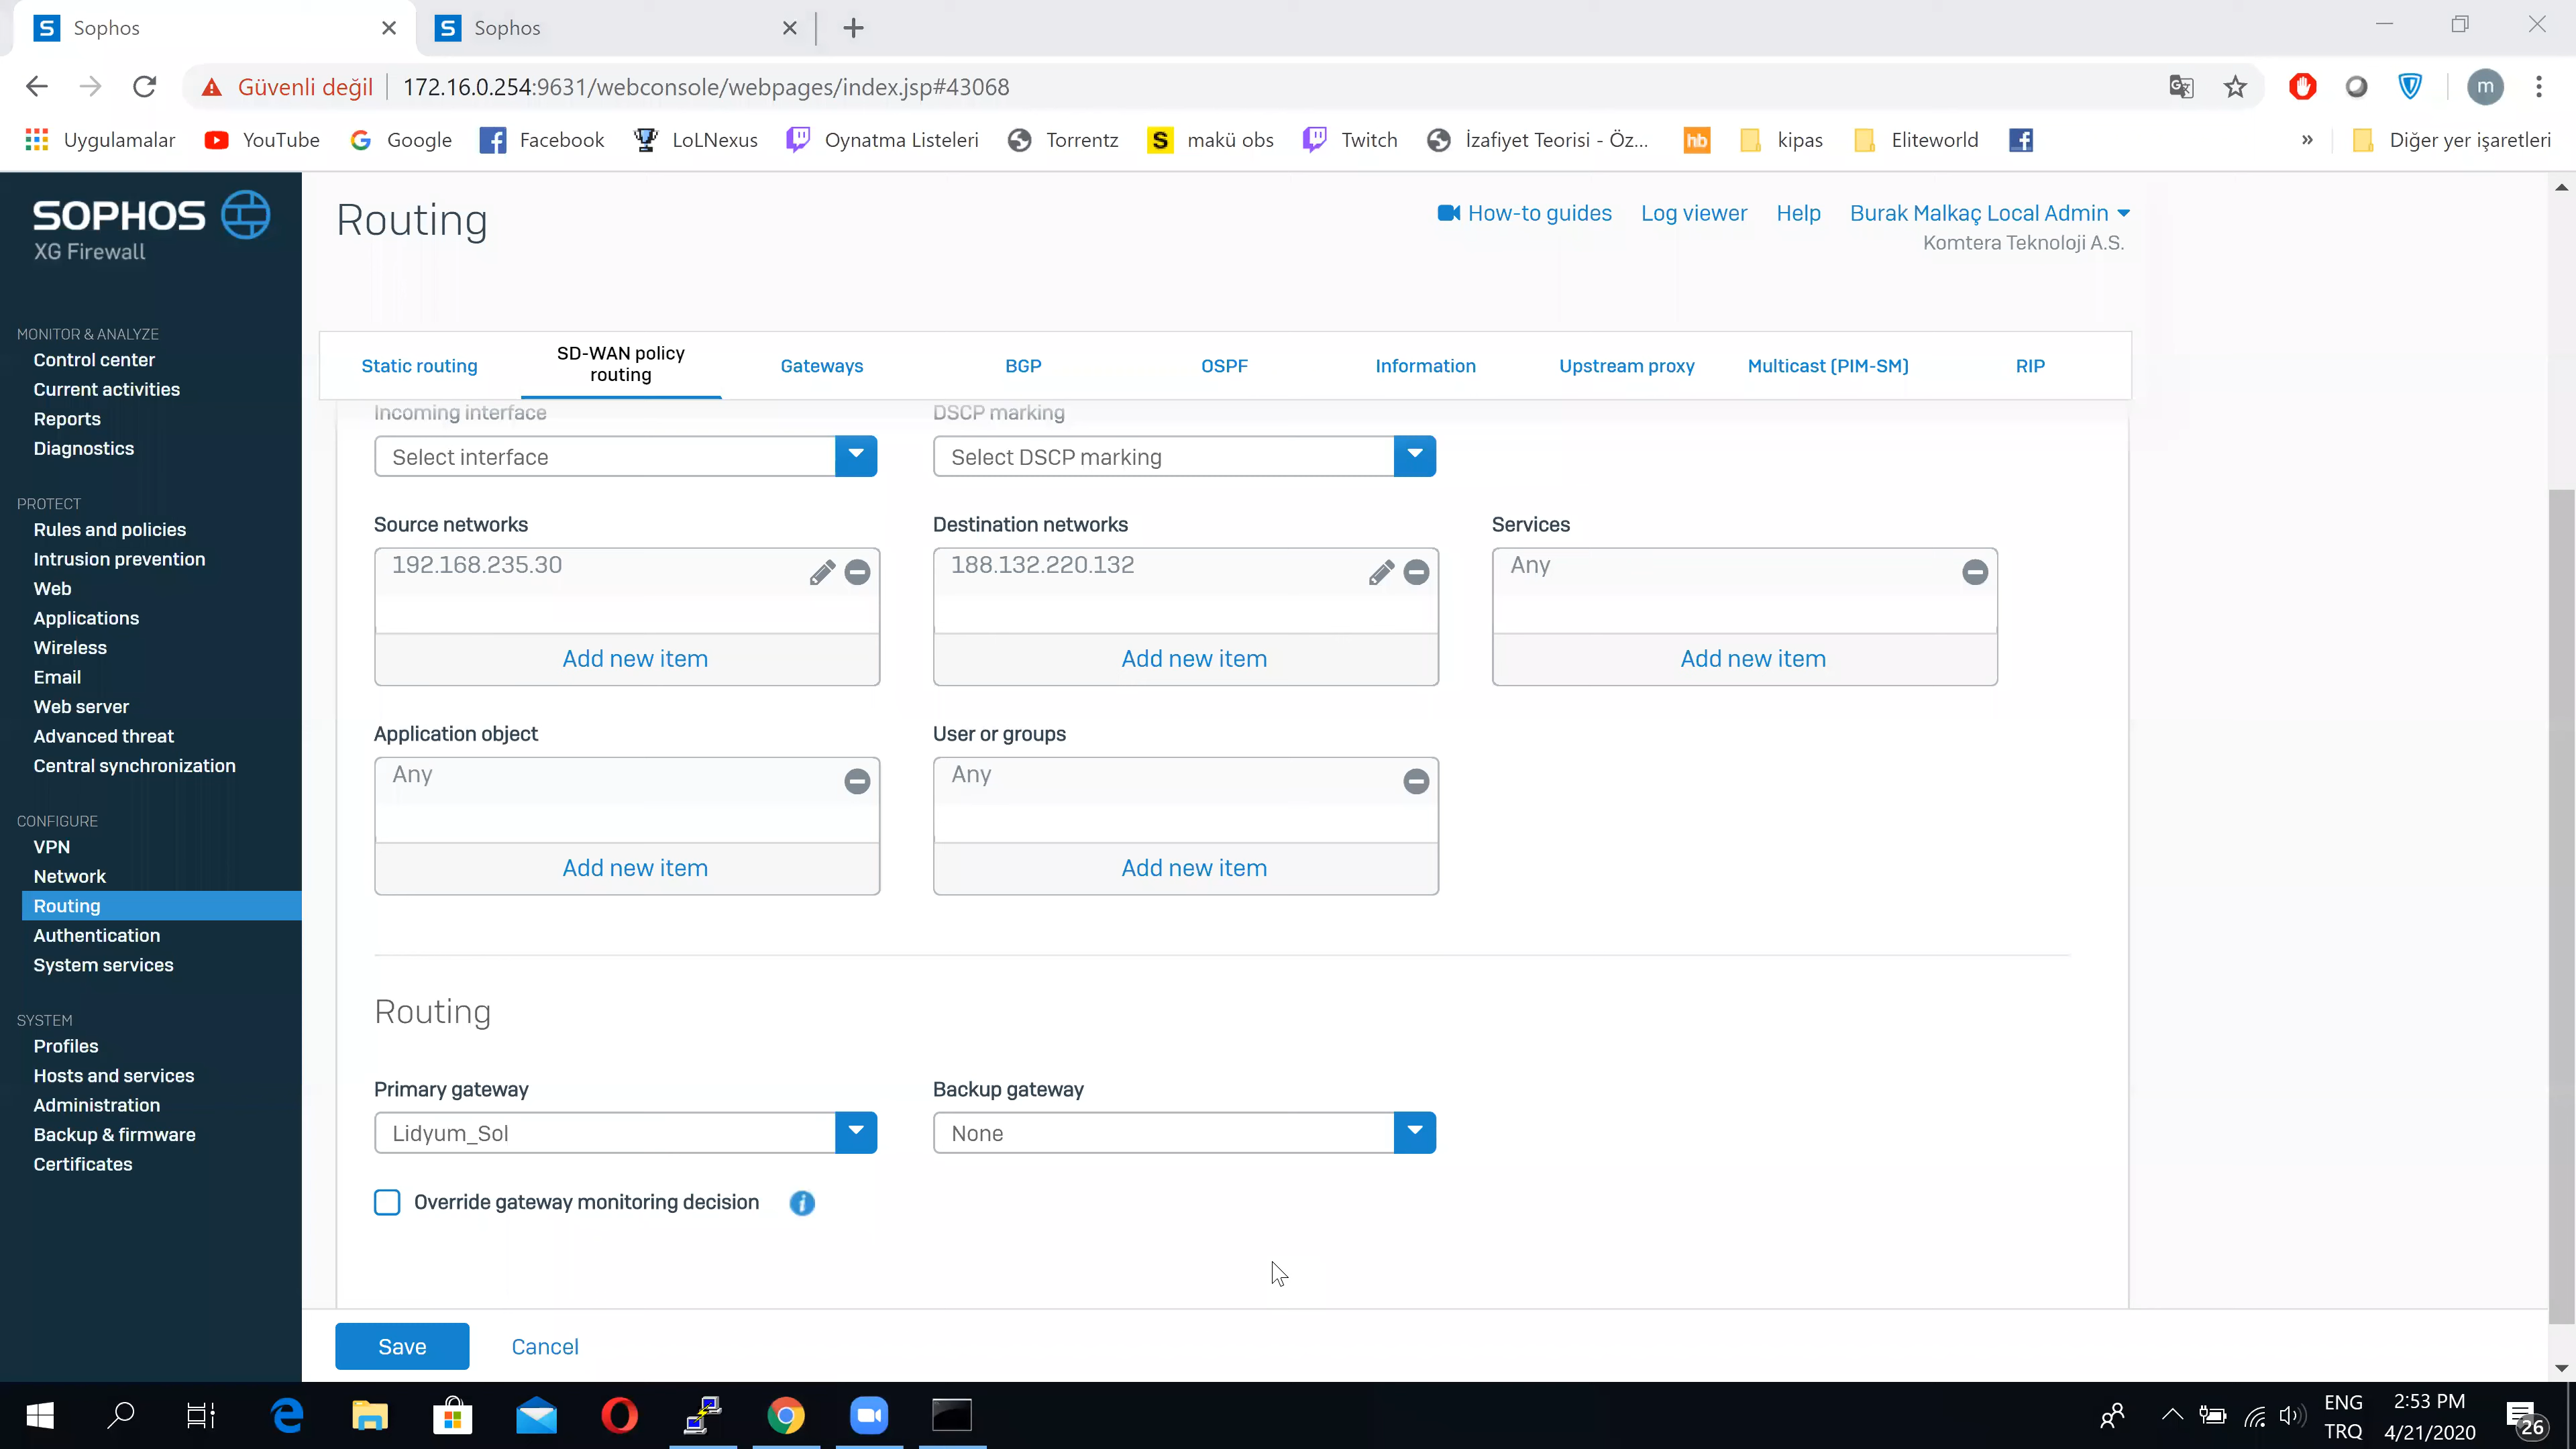 Sophos
Sophos
Güvenli değil
172.16.0.254:9631/webconsole/webpages/index.jsp#43068
m
Uygulamalar
YouTube
Google
Facebook
LoLNexus
Oynatma Listeleri
Torrentz
S makü obs
Twitch
İzafiyet Teorisi - Öz...
hb
kipas
Eliteworld
»
Diğer yer işaretleri
SOPHOS
XG Firewall
Routing
How-to guides
Log viewer
Help
Burak Malkaç Local Admin
Komtera Teknoloji A.S.
MONITOR & ANALYZE
Control center
Current activities
Reports
Diagnostics
PROTECT
Rules and policies
Intrusion prevention
Web
Applications
Wireless
Email
Web server
Advanced threat
Central synchronization
CONFIGURE
VPN
Network
Routing
Authentication
System services
SYSTEM
Profiles
Hosts and services
Administration
Backup & firmware
Certificates
Static routing
SD-WAN policy
routing
Gateways
BGP
OSPF
Information
Upstream proxy
Multicast (PIM-SM)
RIP
Incoming interface
DSCP marking
Select interface
Select DSCP marking
Source networks
Destination networks
Services
192.168.235.30
188.132.220.132
Any
Add new item
Add new item
Add new item
Application object
User or groups
Any
Any
Add new item
Add new item
Routing
Primary gateway
Backup gateway
Lidyum_Sol
None
Override gateway monitoring decision
Save
Cancel
ENG
TRQ
2:53 PM
4/21/2020
26